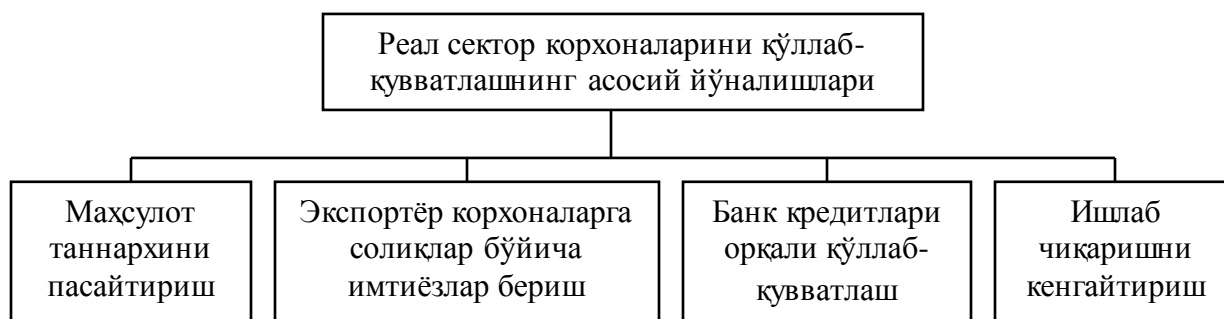 Реал сектор корхоналарини қўллаб-
қувватлашнинг асосий йўналишлари
Маҳсулот
таннархини
пасайтириш
Экспортёр корхоналарга
солиқлар бўйича
имтиёзлар бериш
Банк кредитлари
орқали қўллаб-
қувватлаш
Ишлаб
чиқаришни
кенгайтириш